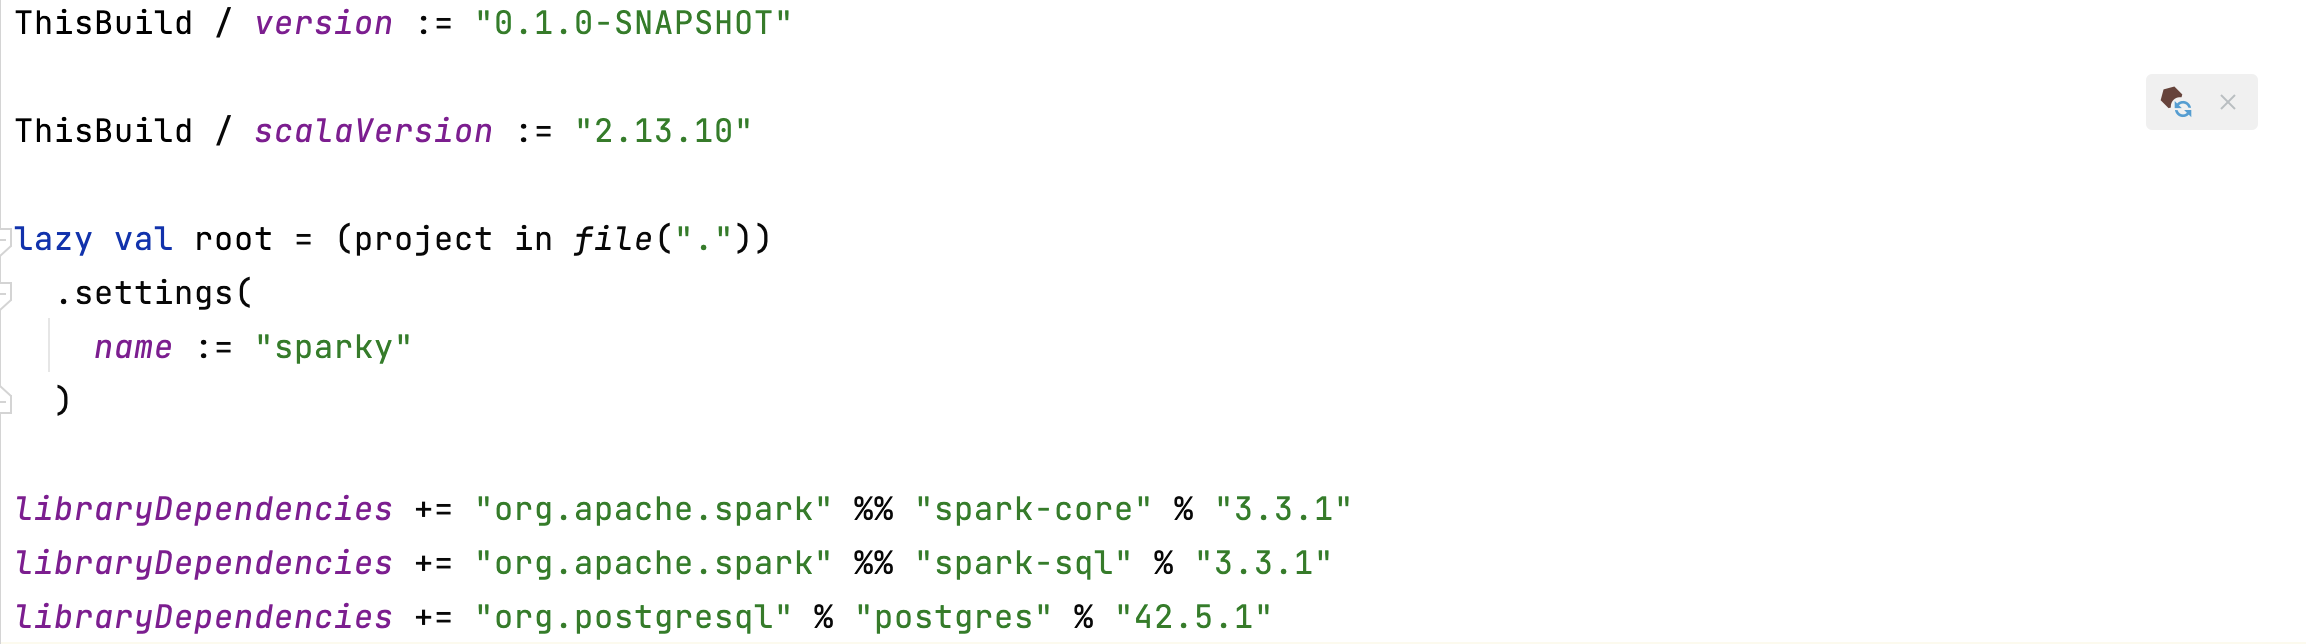 ThisBuild / version := "0.1.0-SNAPSHOT"
ThisBuild / scalaVersion := "2.13.10"
lazy val root = (project in file("."))
  .settings(
    name := "sparky"
  )
libraryDependencies += "org.apache.spark" %% "spark-core" % "3.3.1"
libraryDependencies += "org.apache.spark" %% "spark-sql" % "3.3.1"
libraryDependencies += "org.postgresql" % "postgres" % "42.5.1"